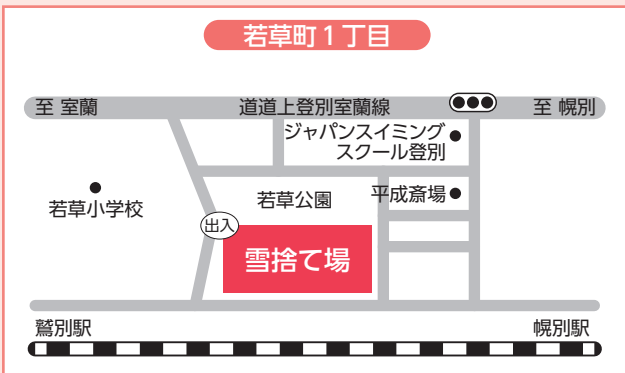 若草町1丁目
至 室蘭
道道上登別室蘭線
至 幌別
ジャパンスイミング
スクール登別
若草小学校
若草公園
平成斎場
出入
雪捨て場
鷲別駅
幌別駅